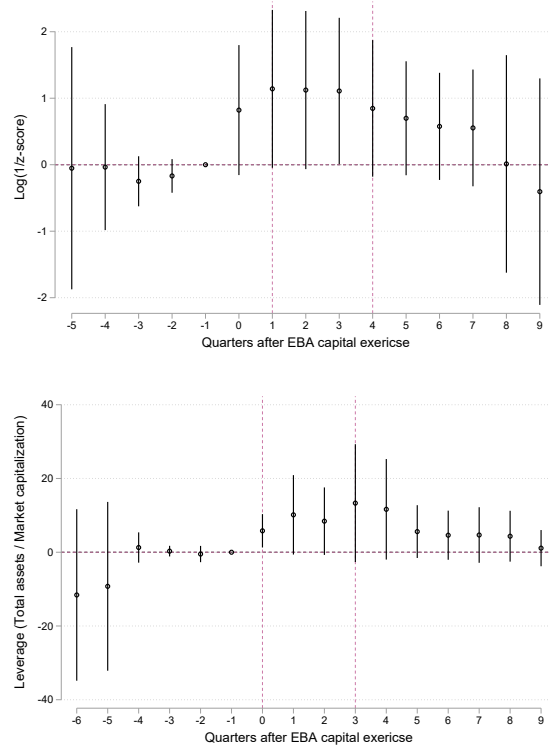 2
1
0
-1
-2
Log(1/z-score)
-5 -4 -3 -2 -1 0 1 2 3 4 5 6 7 8 9
Quarters after EBA capital exericse
40
20
0
-20
-40
Leverage (Total assets / Market capitalization)
-6 -5 -4 -3 -2 -1 0 1 2 3 4 5 6 7 8 9
Quarters after EBA capital exericse